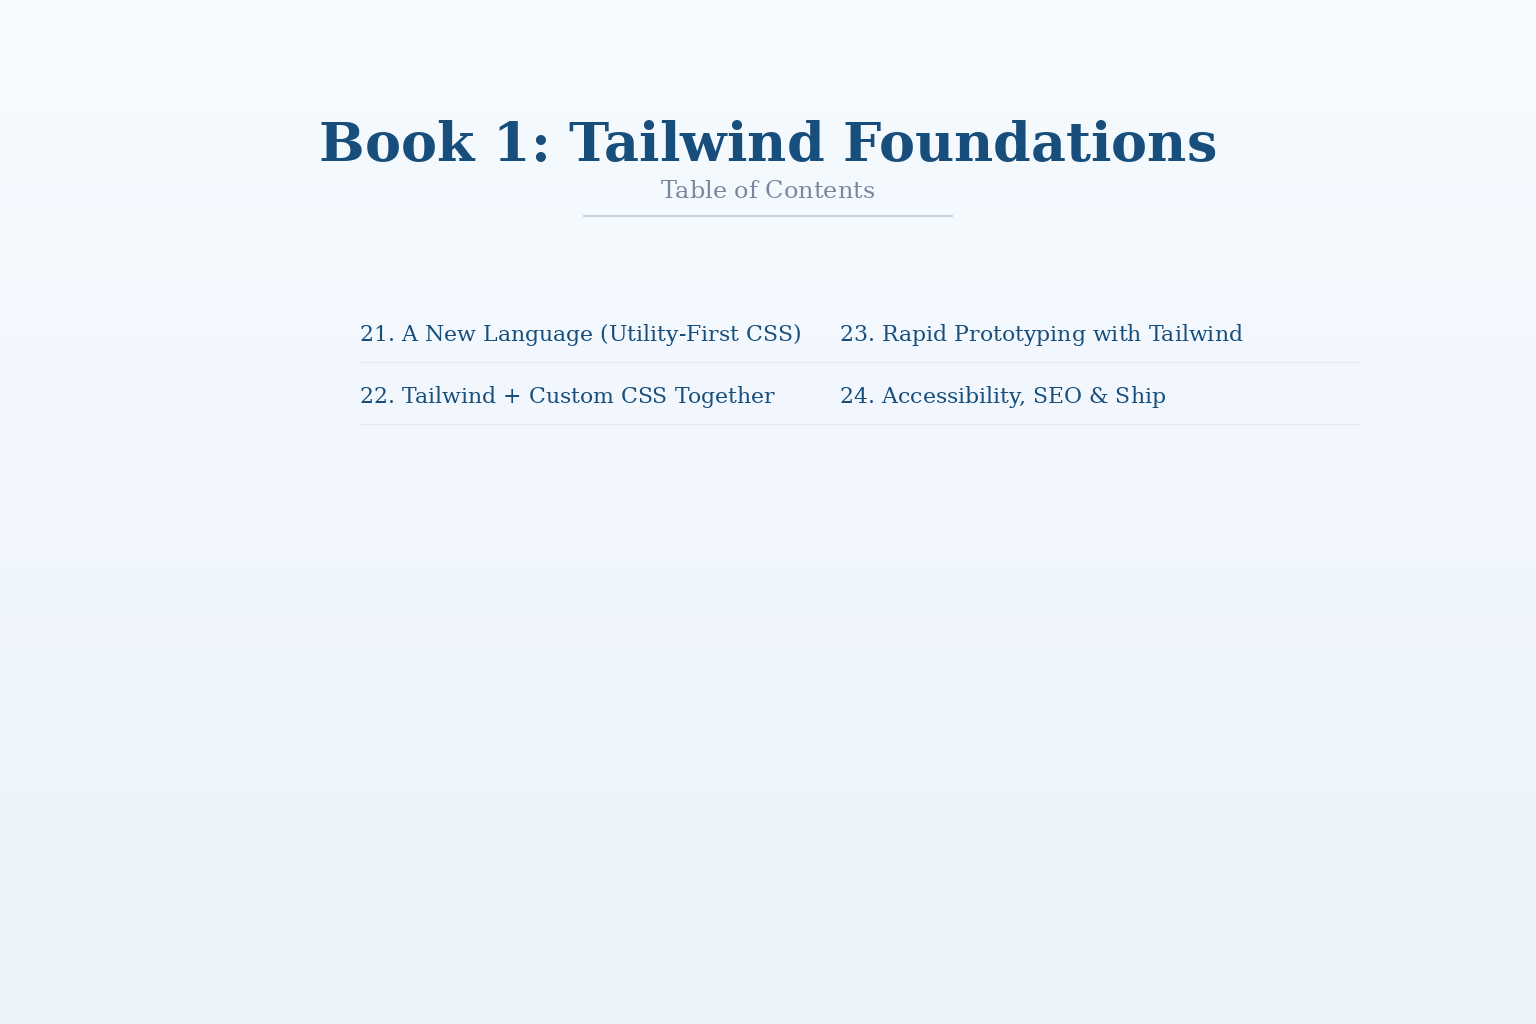 Book 1: Tailwind Foundations
Table of Contents
21. A New Language (Utility-First CSS)
22. Tailwind + Custom CSS Together
23. Rapid Prototyping with Tailwind
24. Accessibility, SEO & Ship